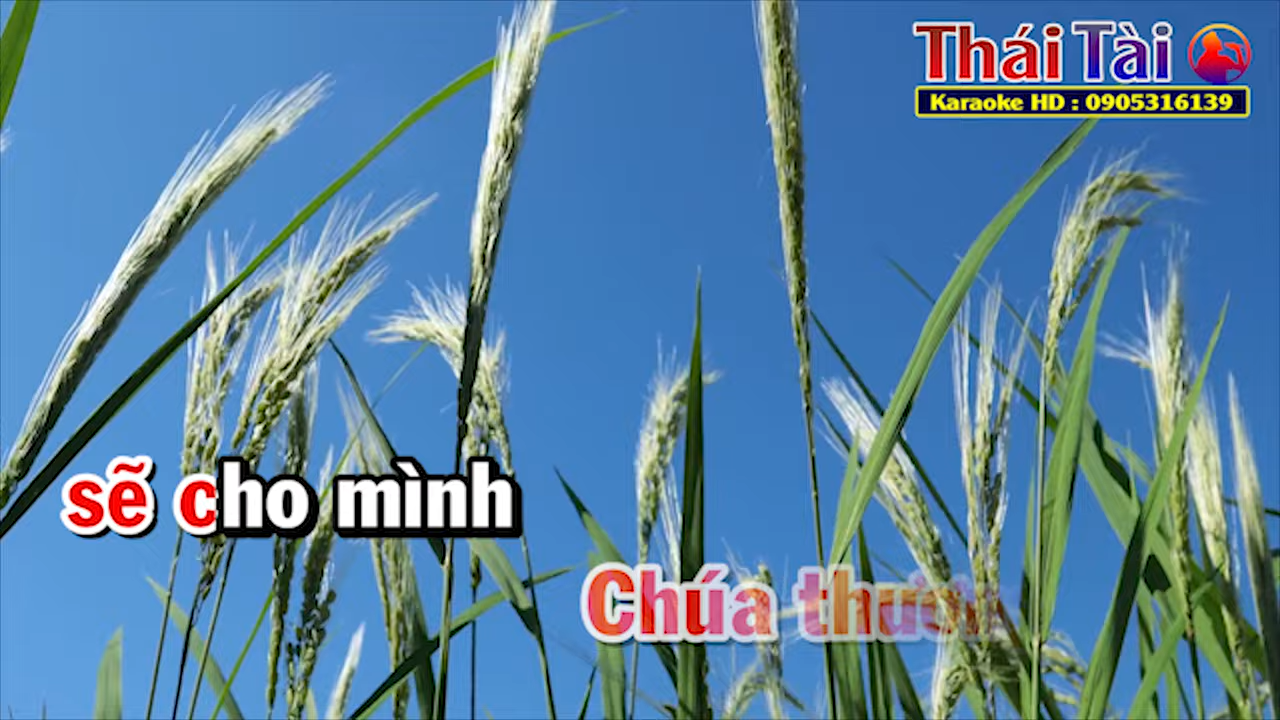 Thái Tài
Karaoke HD : 0905316139
sẽ cho mình
Chúa